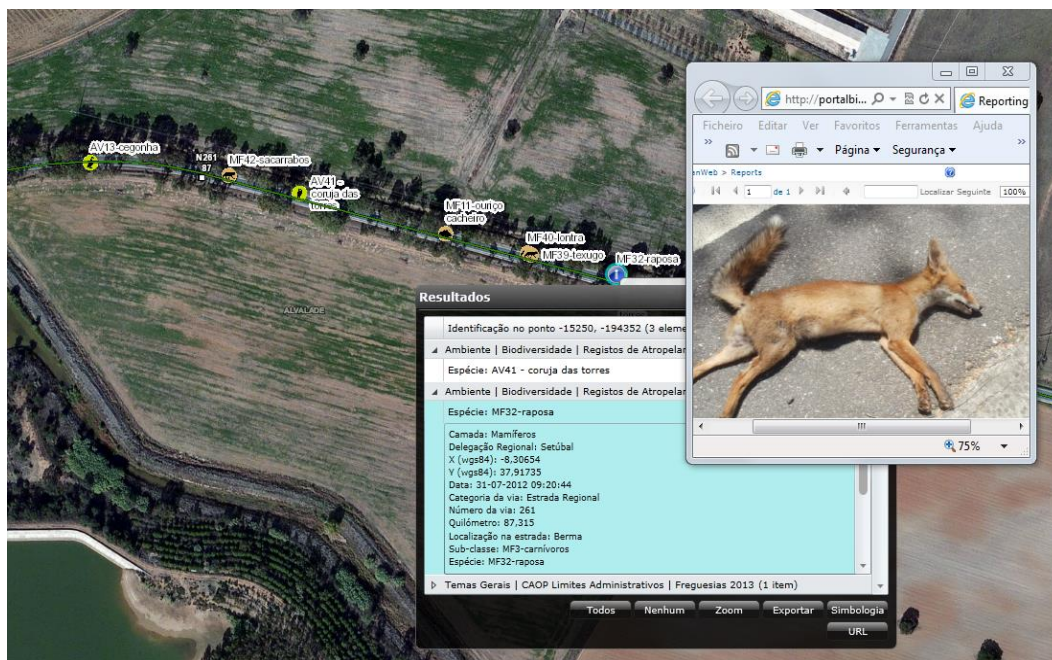 AV13-cegonha
N261
87
MF42-sacarrabos
AV41 -
coruja das
torres
MF11-ouriço
cacheiro
MF40-lontra
MF39-texugo
MF32-raposa
ALVALADE
Resultados
Identificação no ponto -15250, -194352 (3 eleme
Ambiente | Biodiversidade | Registos de Atropelar
Espécie: AV41 - coruja das torres
Ambiente | Biodiversidade | Registos de Atropelar
Espécie: MF32-raposa
Camada: Mamíferos
Delegação Regional: Setúbal
X (wgs84): -8,30654
Y (wgs84): 37,91735
Data: 31-07-2012 09:20:44
Categoria da via: Estrada Regional
Número da via: 261
Quilómetro: 87,315
Localização na estrada: Berma
Sub-classe: MF3-carnívoros
Espécie: MF32-raposa
Temas Gerais | CAOP Limites Administrativos | Freguesias 2013 (1 item)
Todos Nenhum Zoom Exportar Simbologia
URL
http://portalbi... Reporting
Ficheiro Editar Ver Favoritos Ferramentas Ajuda
Página Segurança
anWeb > Reports
1 de 1 Localizar Seguinte 100%
75%